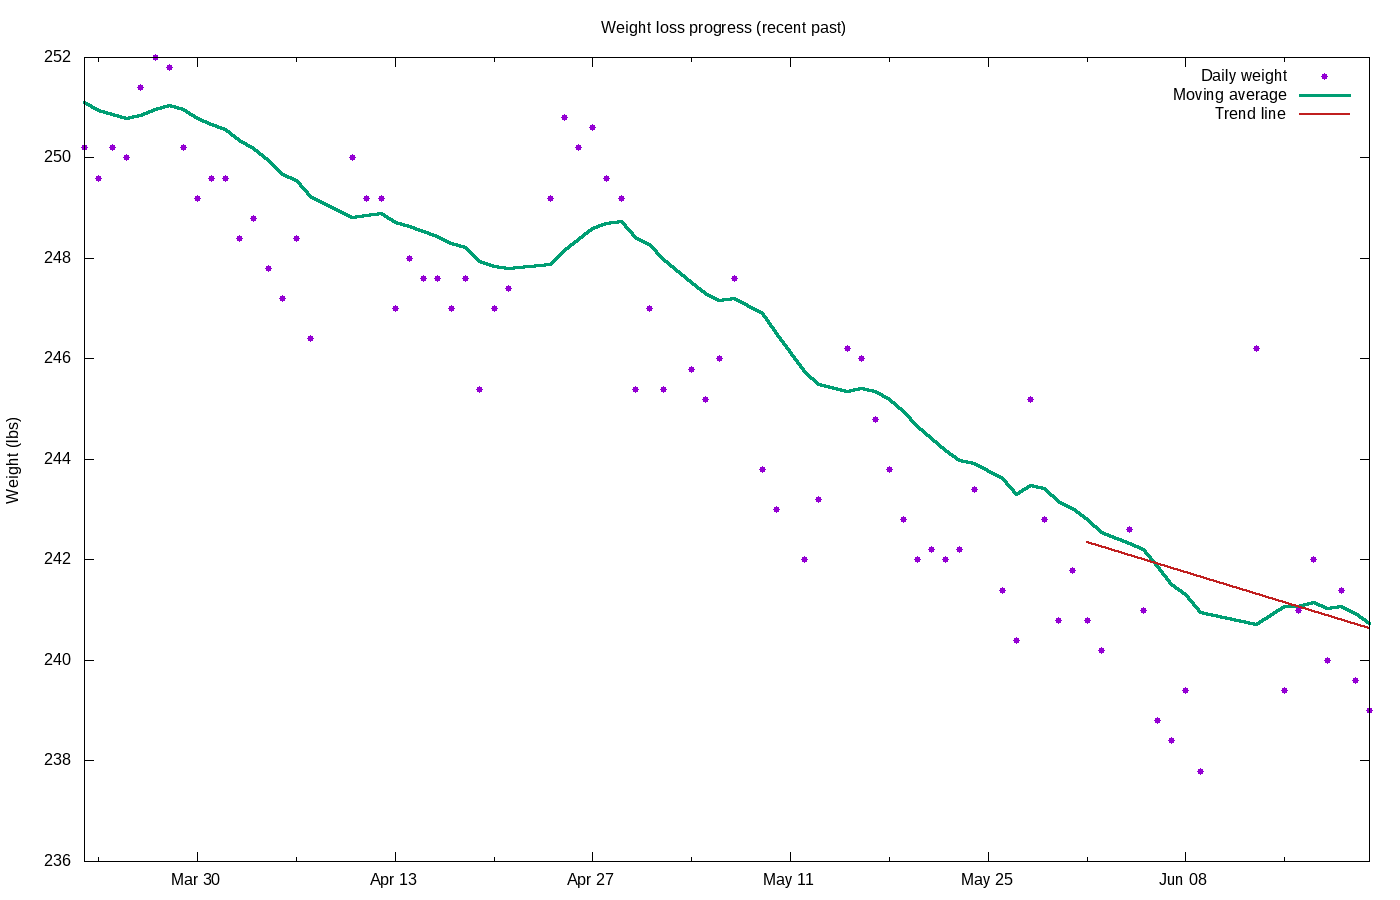 Weight loss progress (recent past)
Daily weight
Moving average
Trend line
252
250
248
246
244
242
240
238
236
Weight (lbs)
Mar 30
Apr 13
Apr 27
May 11
May 25
Jun 08